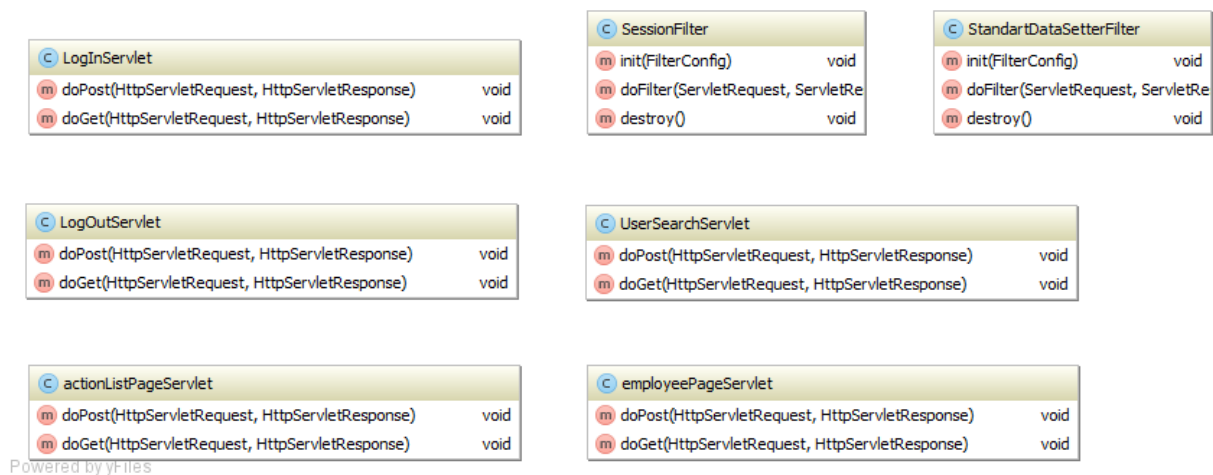 LogInServlet
doPost(HttpServletRequest, HttpServletResponse) void
doGet(HttpServletRequest, HttpServletResponse) void
SessionFilter
init(FilterConfig) void
doFilter(ServletRequest, ServletRe
destroy() void
StandartDataSetterFilter
init(FilterConfig) void
doFilter(ServletRequest, ServletRe
destroy() void
LogOutServlet
doPost(HttpServletRequest, HttpServletResponse) void
doGet(HttpServletRequest, HttpServletResponse) void
UserSearchServlet
doPost(HttpServletRequest, HttpServletResponse) void
doGet(HttpServletRequest, HttpServletResponse) void
actionListPageServlet
doPost(HttpServletRequest, HttpServletResponse) void
doGet(HttpServletRequest, HttpServletResponse) void
employeePageServlet
doPost(HttpServletRequest, HttpServletResponse) void
doGet(HttpServletRequest, HttpServletResponse) void
Powered by yFiles